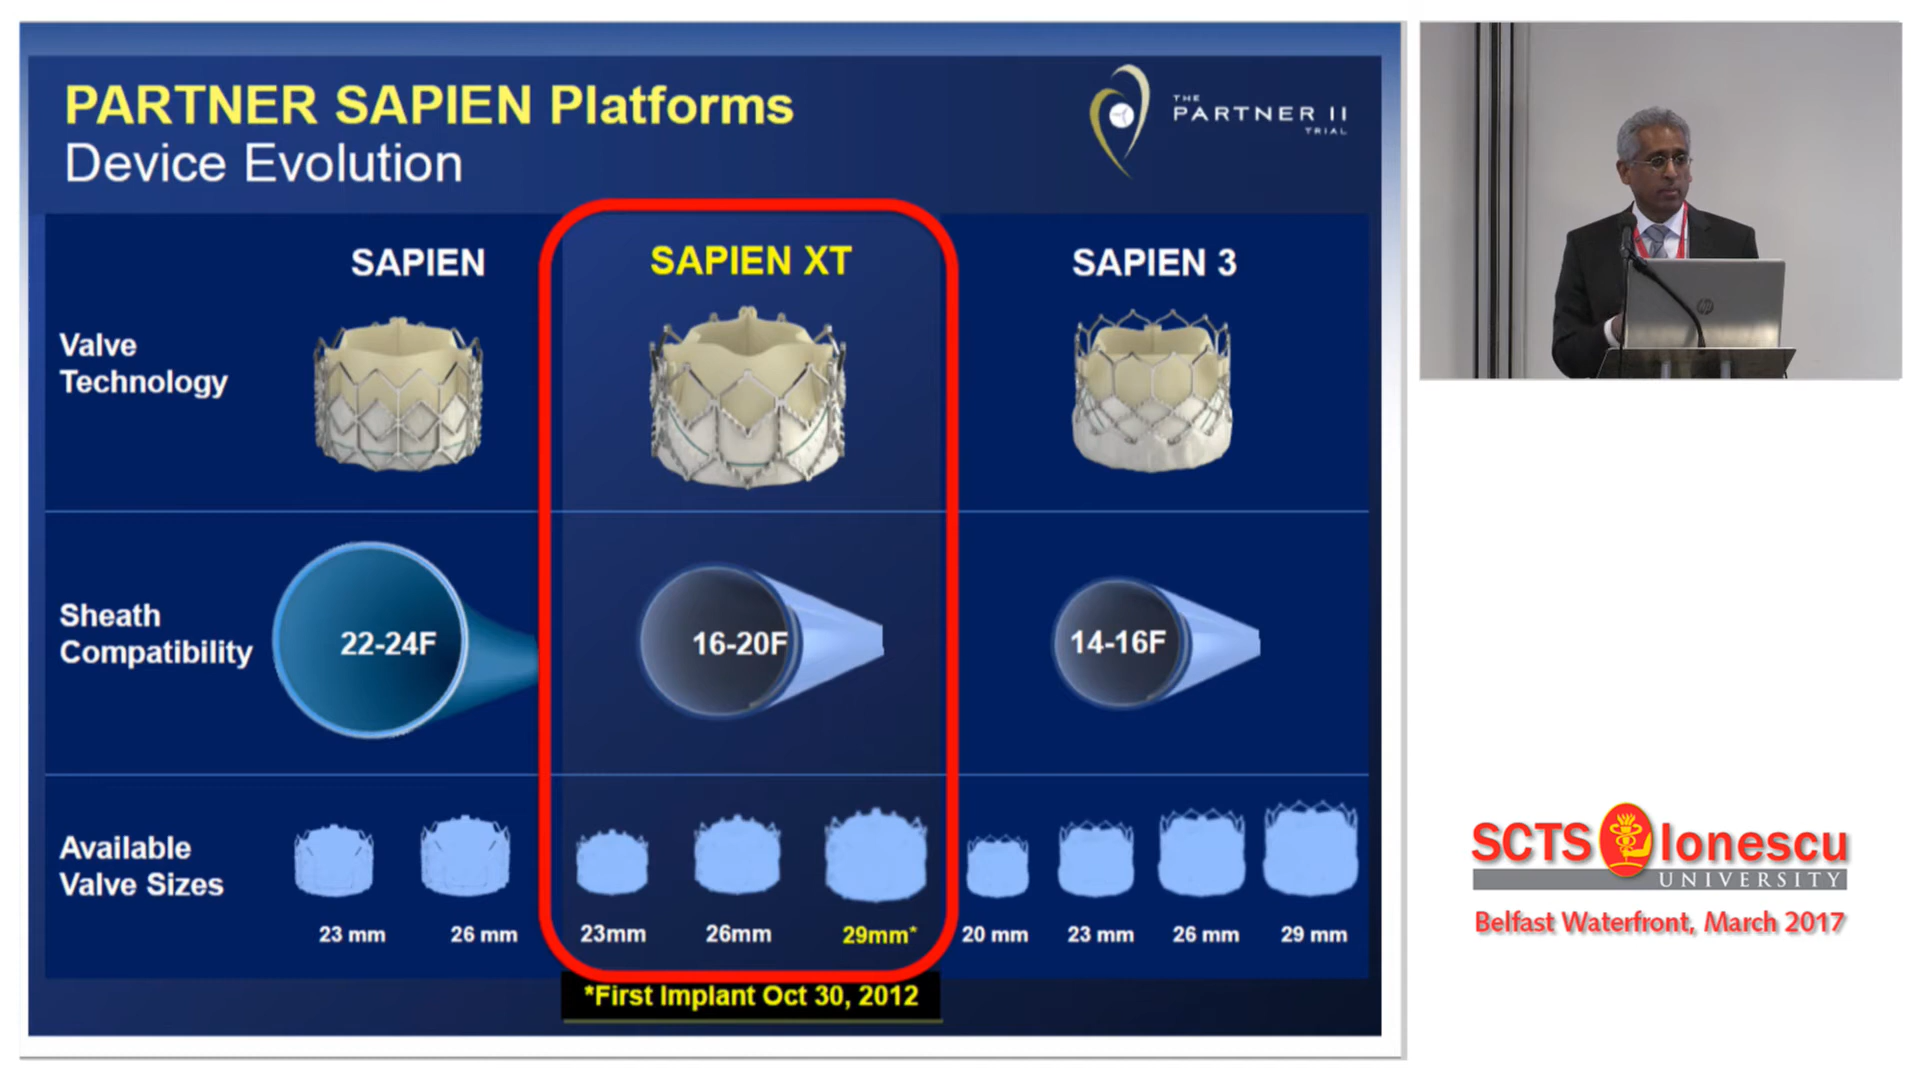 PARTNER SAPIEN Platforms
Device Evolution
THE
PARTNER II
TRIAL
SAPIEN
SAPIEN XT
SAPIEN 3
Valve
Technology
Sheath
Compatibility
22-24F
16-20F
14-16F
Available
Valve Sizes
23 mm
26 mm
23mm
26mm
29mm*
20 mm
23 mm
26 mm
29 mm
*First Implant Oct 30, 2012
hp
SCTS Ionescu
UNIVERSITY
Belfast Waterfront, March 2017